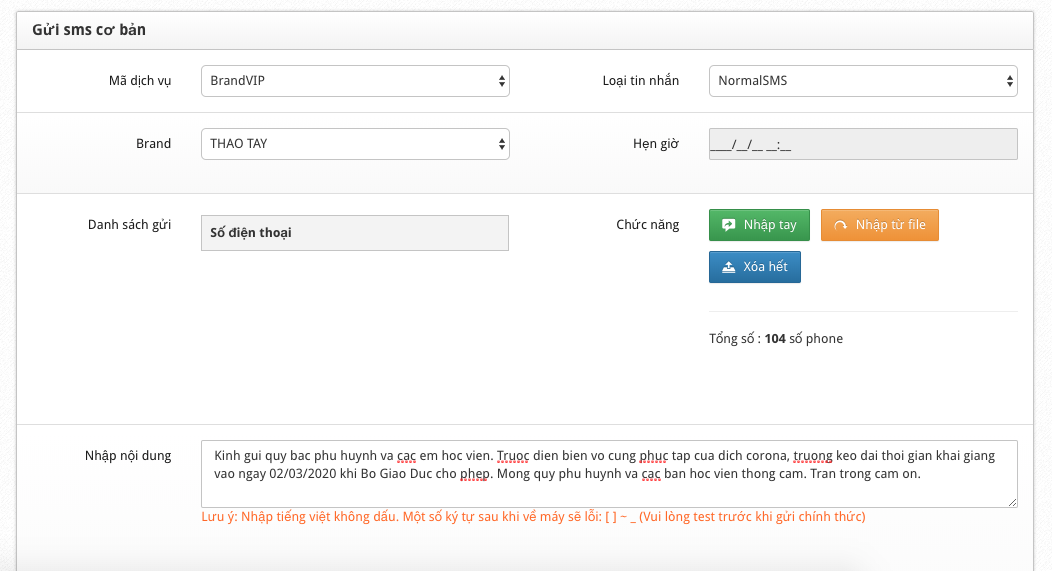 Gửi sms cơ bản
Mã dịch vụ BrandVIP Loại tin nhắn NormalSMS
Brand THAO TAY Hẹn giờ ____/__/__ __:__
Danh sách gửi Số điện thoại Chức năng Nhập tay Nhập từ file
Xóa hết
Tổng số : 104 số phone
Nhập nội dung Kinh gui quy bac phu huynh va cac em hoc vien. Truoc dien bien vo cung phuc tap cua dich corona, truong keo dai thoi gian khai giang
vao ngay 02/03/2020 khi Bo Giao Duc cho phep. Mong quy phu huynh va cac ban hoc vien thong cam. Tran trong cam on.
Lưu ý: Nhập tiếng việt không dấu. Một số ký tự sau khi về máy sẽ lỗi: [ ] ~ _ (Vui lòng test trước khi gửi chính thức)